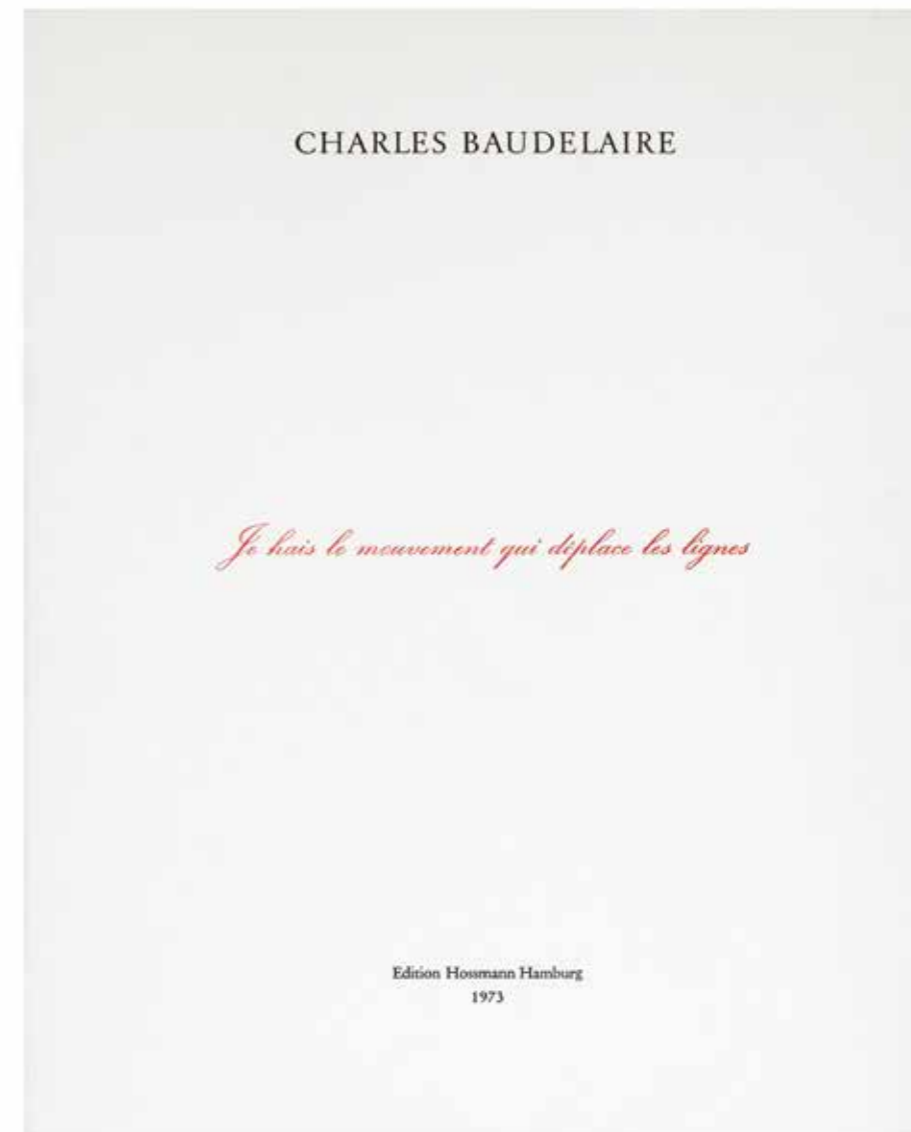 CHARLES BAUDELAIRE
Je hais le mouvement qui déplace les lignes
Edition Hossmann Hamburg
1973